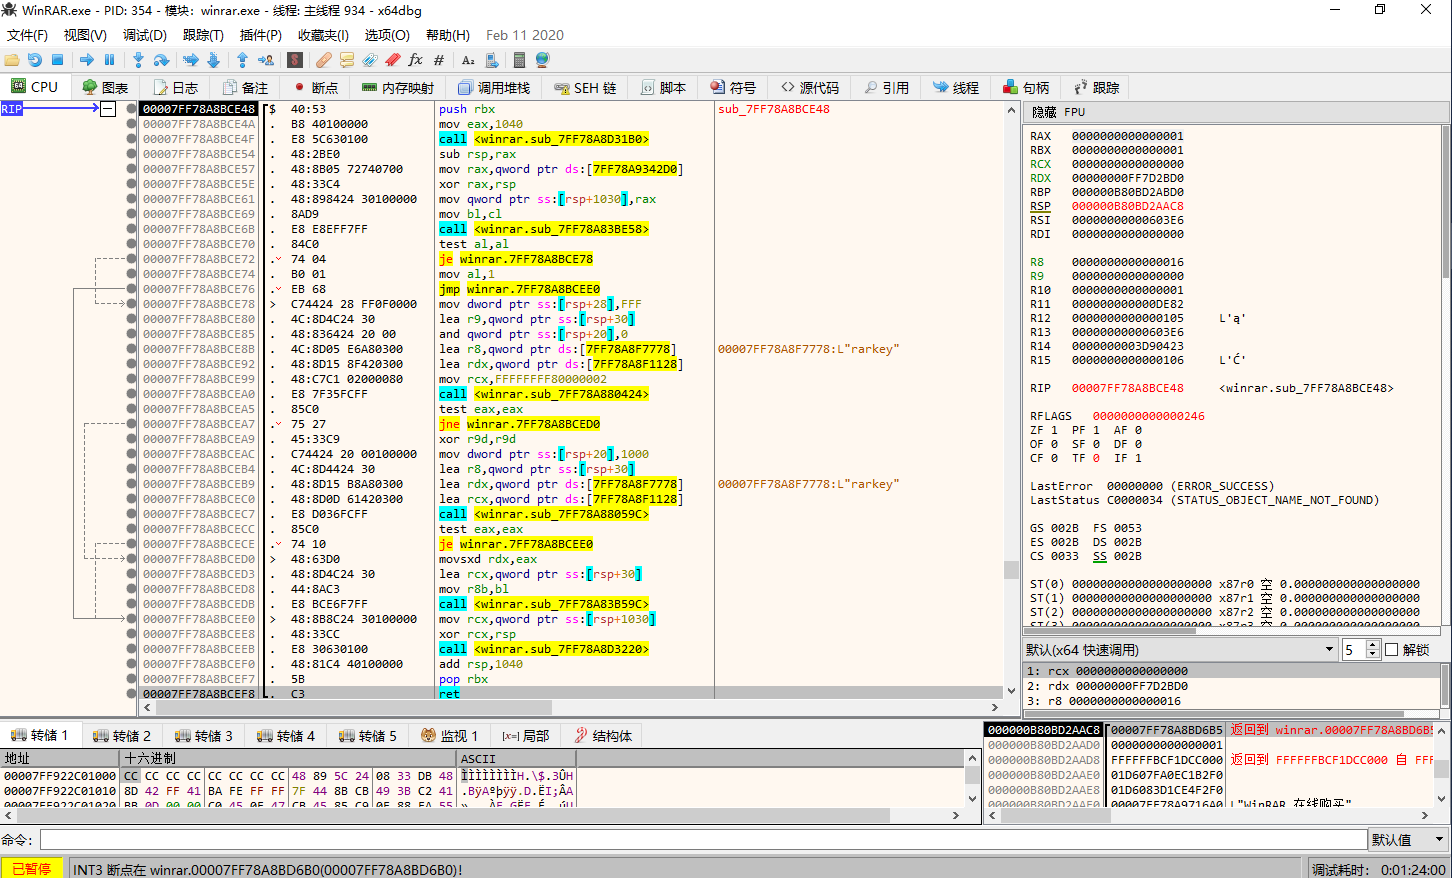 WinRAR.exe - PID: 354 - 模块: winrar.exe - 线程: 主线程 934 - x64dbg
文件(F) 视图(V) 调试(D) 跟踪(T) 插件(P) 收藏夹(I) 选项(O) 帮助(H) Feb 11 2020
CPU 图表 日志 备注 断点 内存映射 调用堆栈 SEH 链 脚本 符号 源代码 引用 线程 句柄 跟踪
RIP
00007FF78A8BCE48 $ 40:53 push rbx sub_7FF78A8BCE48
00007FF78A8BCE4A . B8 40100000 mov eax,1040
00007FF78A8BCE4F . E8 5C630100 call <winrar.sub_7FF78A8D31B0>
00007FF78A8BCE54 . 48:2BE0 sub rsp,rax
00007FF78A8BCE57 . 48:8B05 72740700 mov rax,qword ptr ds:[7FF78A9342D0]
00007FF78A8BCE5E . 48:33C4 xor rax,rsp
00007FF78A8BCE61 . 48:898424 30100000 mov qword ptr ss:[rsp+1030],rax
00007FF78A8BCE69 . 8AD9 mov bl,cl
00007FF78A8BCE6B . E8 E8EFF7FF call <winrar.sub_7FF78A83BE58>
00007FF78A8BCE70 . 84C0 test al,al
00007FF78A8BCE72 . 74 04 je winrar.7FF78A8BCE78
00007FF78A8BCE74 . B0 01 mov al,1
00007FF78A8BCE76 . EB 68 jmp winrar.7FF78A8BCEE0
00007FF78A8BCE78 > C74424 28 FF0F0000 mov dword ptr ss:[rsp+28],FFF
00007FF78A8BCE80 . 4C:8D4C24 30 lea r9,qword ptr ss:[rsp+30]
00007FF78A8BCE85 . 48:836424 20 00 and qword ptr ss:[rsp+20],0
00007FF78A8BCE8B . 4C:8D05 E6A80300 lea r8,qword ptr ds:[7FF78A8F7778] 00007FF78A8F7778:L"rarkey"
00007FF78A8BCE92 . 48:8D15 8F420300 lea rdx,qword ptr ds:[7FF78A8F1128]
00007FF78A8BCE99 . 48:C7C1 02000080 mov rcx,FFFFFFFF80000002
00007FF78A8BCEA0 . E8 7F35FCFF call <winrar.sub_7FF78A880424>
00007FF78A8BCEA5 . 85C0 test eax,eax
00007FF78A8BCEA7 . 75 27 jne winrar.7FF78A8BCED0
00007FF78A8BCEA9 . 45:33C9 xor r9d,r9d
00007FF78A8BCEAC . C74424 20 00100000 mov dword ptr ss:[rsp+20],1000
00007FF78A8BCEB4 . 4C:8D4424 30 lea r8,qword ptr ss:[rsp+30]
00007FF78A8BCEB9 . 48:8D15 B8A80300 lea rdx,qword ptr ds:[7FF78A8F7778] 00007FF78A8F7778:L"rarkey"
00007FF78A8BCEC0 . 48:8D0D 61420300 lea rcx,qword ptr ds:[7FF78A8F1128]
00007FF78A8BCEC7 . E8 D036FCFF call <winrar.sub_7FF78A88059C>
00007FF78A8BCECC . 85C0 test eax,eax
00007FF78A8BCECE . 74 10 je winrar.7FF78A8BCEE0
00007FF78A8BCED0 > 48:63D0 movsxd rdx,eax
00007FF78A8BCED3 . 48:8D4C24 30 lea rcx,qword ptr ss:[rsp+30]
00007FF78A8BCED8 . 44:8AC3 mov r8b,bl
00007FF78A8BCEDB . E8 BCE6F7FF call <winrar.sub_7FF78A83B59C>
00007FF78A8BCEE0 > 48:8B8C24 30100000 mov rcx,qword ptr ss:[rsp+1030]
00007FF78A8BCEE8 . 48:33CC xor rcx,rsp
00007FF78A8BCEEB . E8 30630100 call <winrar.sub_7FF78A8D3220>
00007FF78A8BCEF0 . 48:81C4 40100000 add rsp,1040
00007FF78A8BCEF7 . 5B pop rbx
00007FF78A8BCEF8 . C3 ret
隐藏 FPU
RAX 0000000000000001
RBX 0000000000000001
RCX 0000000000000000
RDX 00000000FF7D2BD0
RBP 000000B80BD2ABD0
RSP 000000B80BD2AAC8
RSI 00000000000603E6
RDI 0000000000000000
R8 0000000000000016
R9 0000000000000000
R10 0000000000000001
R11 000000000000DE82
R12 0000000000000105 L'ą'
R13 00000000000603E6
R14 000000003D90423
R15 0000000000000106 L'Ć'
RIP 00007FF78A8BCE48 <winrar.sub_7FF78A8BCE48>
RFLAGS 0000000000000246
ZF 1 PF 1 AF 0
OF 0 SF 0 DF 0
CF 0 TF 0 IF 1
LastError 00000000 (ERROR_SUCCESS)
LastStatus C0000034 (STATUS_OBJECT_NAME_NOT_FOUND)
GS 002B FS 0053
ES 002B DS 002B
CS 0033 SS 002B
ST(0) 00000000000000000000 x87r0 空 0.000000000000000000
ST(1) 00000000000000000000 x87r1 空 0.000000000000000000
ST(2) 00000000000000000000 x87r2 空 0.000000000000000000
默认(x64 快速调用) 5 解锁
1: rcx 0000000000000000
2: rdx 00000000FF7D2BD0
3: r8 0000000000000016
转储 1 转储 2 转储 3 转储 4 转储 5 监视 1 局部 结构体
地址 十六进制 ASCII
00007FF922C01000 CC CC CC CC CC CC CC CC 48 89 5C 24 08 33 DB 48 ÌÌÌÌÌÌÌÌH.\$.3ÛH
00007FF922C01010 8D 42 FF 41 BA FE FF FF 7F 44 8B CB 49 3B C2 41 .BÿAºþÿÿ.D.ËI;ÂA
000000B80BD2AAC8 00007FF78A8BD6B5 返回到 winrar.00007FF78A8BD6B5
000000B80BD2AAD0 0000000000000001
000000B80BD2AAD8 FFFFFFBCF1DCC000 返回到 FFFFFFBCF1DCC000 自 FFF
000000B80BD2AAE0 01D607FA0EC1B2F0
000000B80BD2AAE8 01D6083D1CE4F2F0
00007FF78A9716A0 L"WinRAR 在线购买"
命令: 默认值
已暂停 INT3 断点在 winrar.00007FF78A8BD6B0(00007FF78A8BD6B0)! 调试耗时: 0:01:24:00